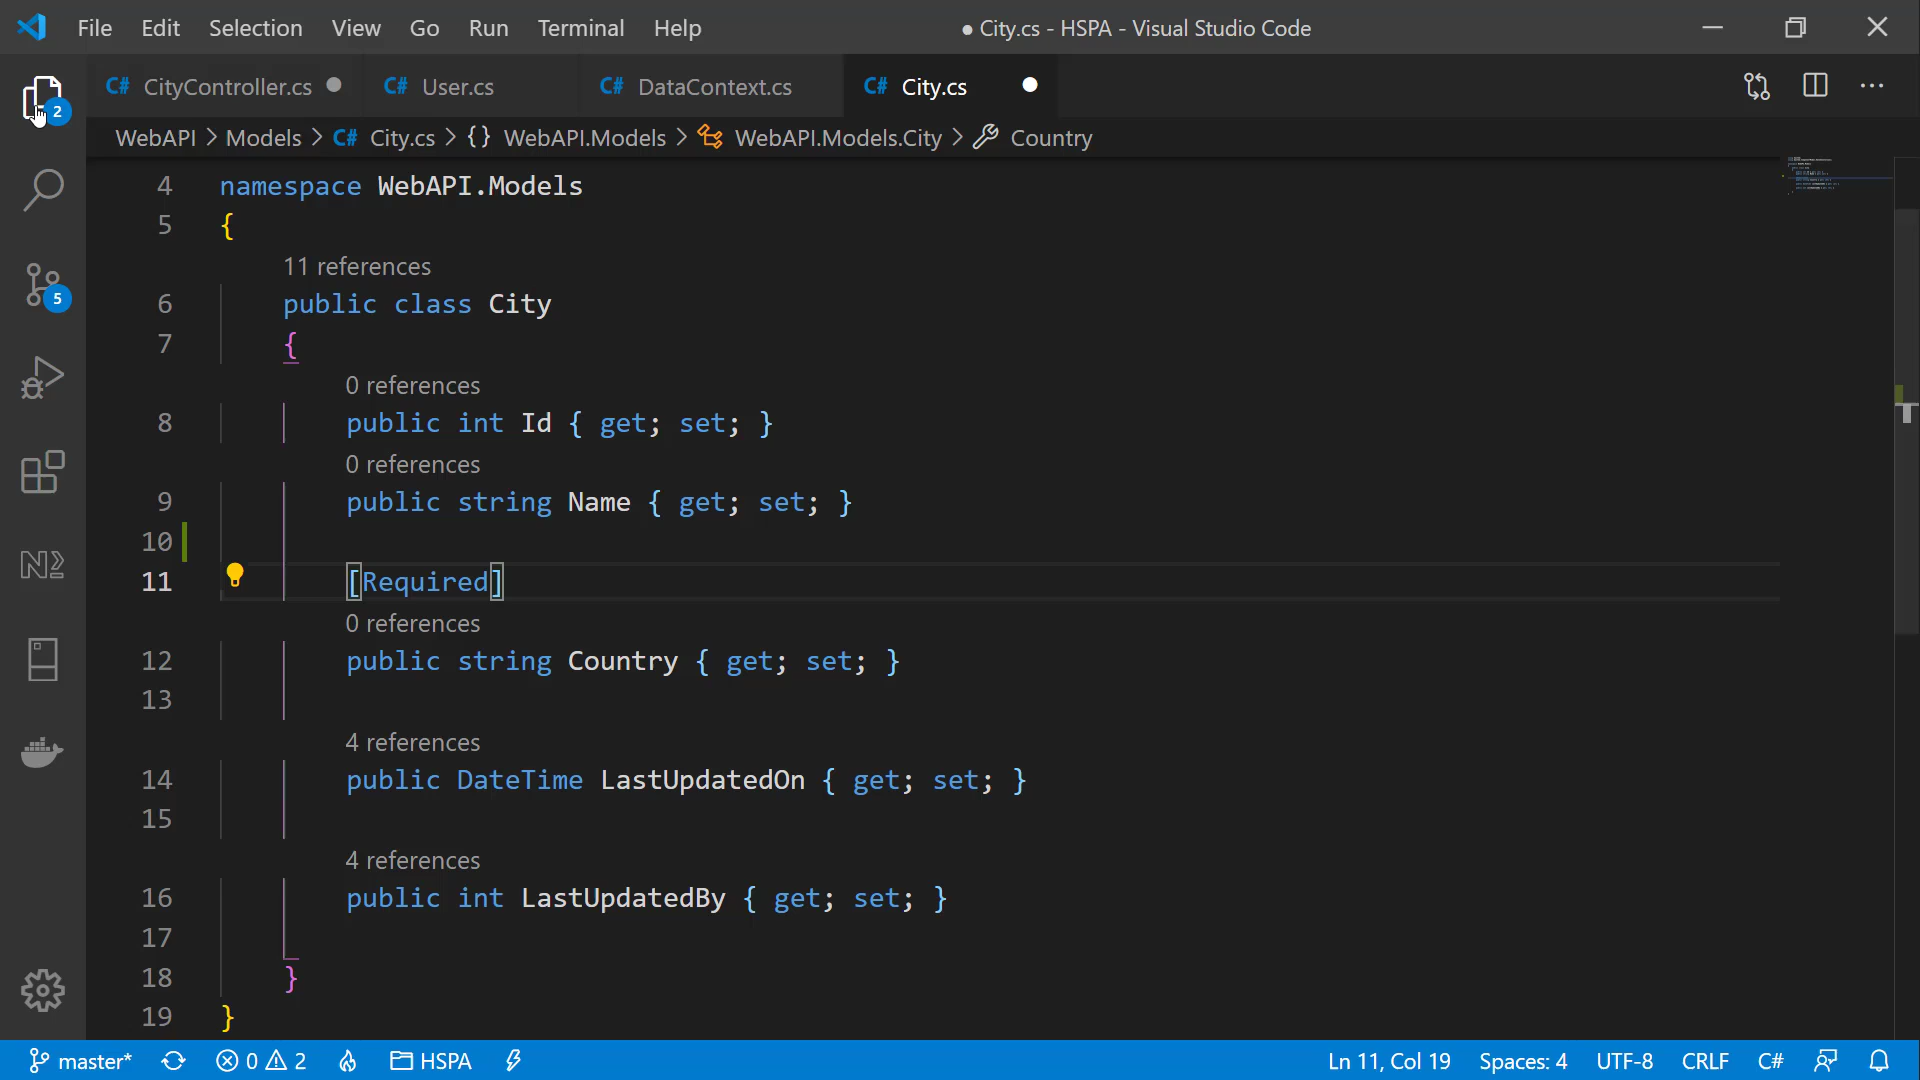 File Edit Selection View Go Run Terminal Help ● City.cs - HSPA - Visual Studio Code
C# CityController.cs C# User.cs C# DataContext.cs C# City.cs
2
WebAPI > Models > C# City.cs > {} WebAPI.Models > WebAPI.Models.City > Country
4 namespace WebAPI.Models
5 {
11 references
6 public class City
5
7 {
0 references
8 public int Id { get; set; }
0 references
9 public string Name { get; set; }
10
11 [Required]
0 references
12 public string Country { get; set; }
13
4 references
14 public DateTime LastUpdatedOn { get; set; }
15
4 references
16 public int LastUpdatedBy { get; set; }
17
18 }
19 }
master* 0 2 HSPA Ln 11, Col 19 Spaces: 4 UTF-8 CRLF C#